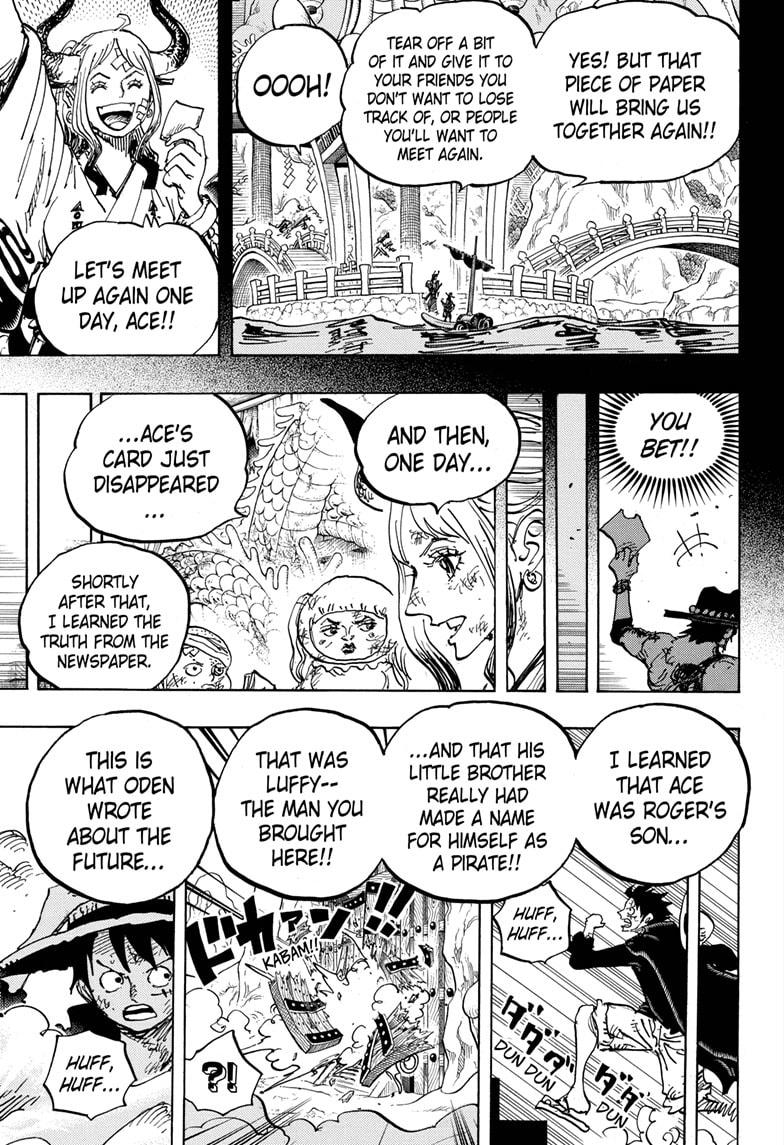 YES! BUT THAT
PIECE OF PAPER
WILL BRING US
TOGETHER AGAIN!!
TEAR OFF A BIT
OF IT AND GIVE IT TO
YOUR FRIENDS YOU
DON'T WANT TO LOSE
TRACK OF, OR PEOPLE
YOU'LL WANT TO
MEET AGAIN.
OOOH!
LET'S MEET
UP AGAIN ONE
DAY, ACE!!
YOU
BET!!
AND THEN,
ONE DAY...
...ACE'S
CARD JUST
DISAPPEARED
...
SHORTLY
AFTER THAT,
I LEARNED THE
TRUTH FROM THE
NEWSPAPER.
I LEARNED
THAT ACE
WAS ROGER'S
SON...
HUFF,
HUFF...
ダダダ
DUN DUN
DUN DUN
...AND THAT HIS
LITTLE BROTHER
REALLY HAD
MADE A NAME
FOR HIMSELF AS
A PIRATE!!
THAT WAS
LUFFY--
THE MAN YOU
BROUGHT
HERE!!
ドカァン!!
KABAM!!
?!
THIS IS
WHAT ODEN
WROTE
ABOUT THE
FUTURE...
HUFF,
HUFF...